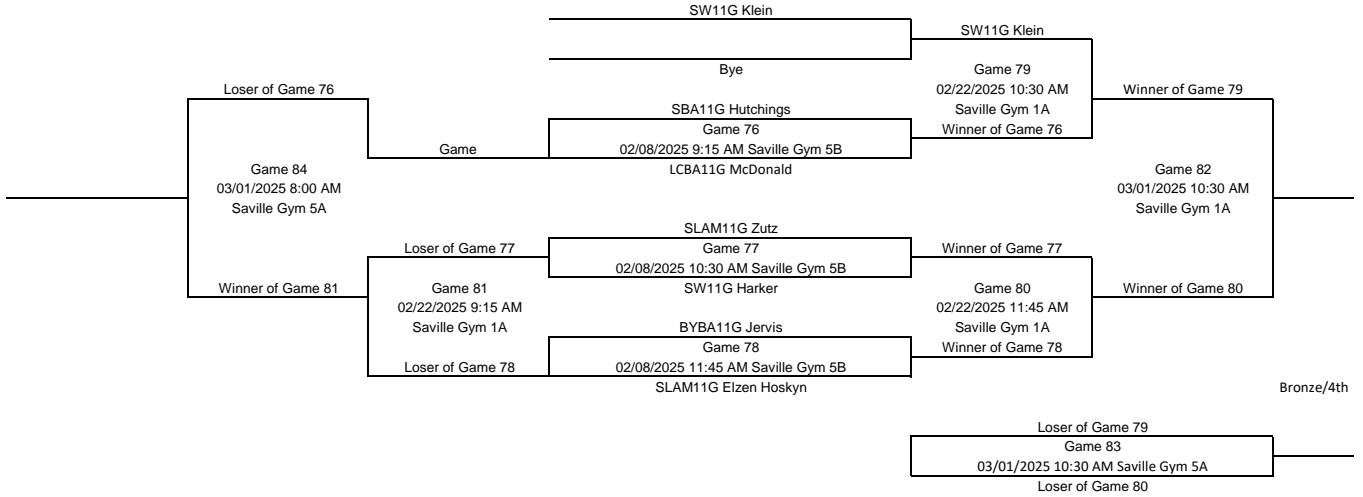 SW11G Klein
SW11G Klein
Bye
Game 79
Loser of Game 76
02/22/2025 10:30 AM
Winner of Game 79
Saville Gym 1A
SBA11G Hutchings
Game 76
Winner of Game 76
Game
02/08/2025 9:15 AM Saville Gym 5B
LCBA11G McDonald
Game 84
03/01/2025 8:00 AM
Saville Gym 5A
Game 82
03/01/2025 10:30 AM
Saville Gym 1A
SLAM11G Zutz
Loser of Game 77
Game 77
Winner of Game 77
02/08/2025 10:30 AM Saville Gym 5B
SW11G Harker
Winner of Game 81
Game 81
02/22/2025 9:15 AM
Saville Gym 1A
Game 80
02/22/2025 11:45 AM
Saville Gym 1A
Winner of Game 80
BYBA11G Jervis
Game 78
Winner of Game 78
Loser of Game 78
02/08/2025 11:45 AM Saville Gym 5B
SLAM11G Elzen Hoskyn
Bronze/4th
Loser of Game 79
Game 83
03/01/2025 10:30 AM Saville Gym 5A
Loser of Game 80